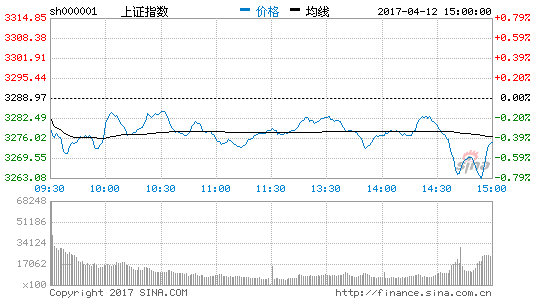 sh000001 上证指数 价格 均线 2017-04-12 15:00:00
3314.85 +0.79%
3308.38 +0.59%
3301.91 +0.39%
3295.44 +0.20%
3288.97 0.00%
3282.49 -0.20%
3276.02 -0.39%
3269.55 -0.59%
3263.08 -0.79%
sina
09:30 10:00 10:30 11:00 11:30 13:30 14:00 14:30 15:00
68248
51186
34124
17062
x100
Copyright 2017 SINA.COM http://finance.sina.com.cn